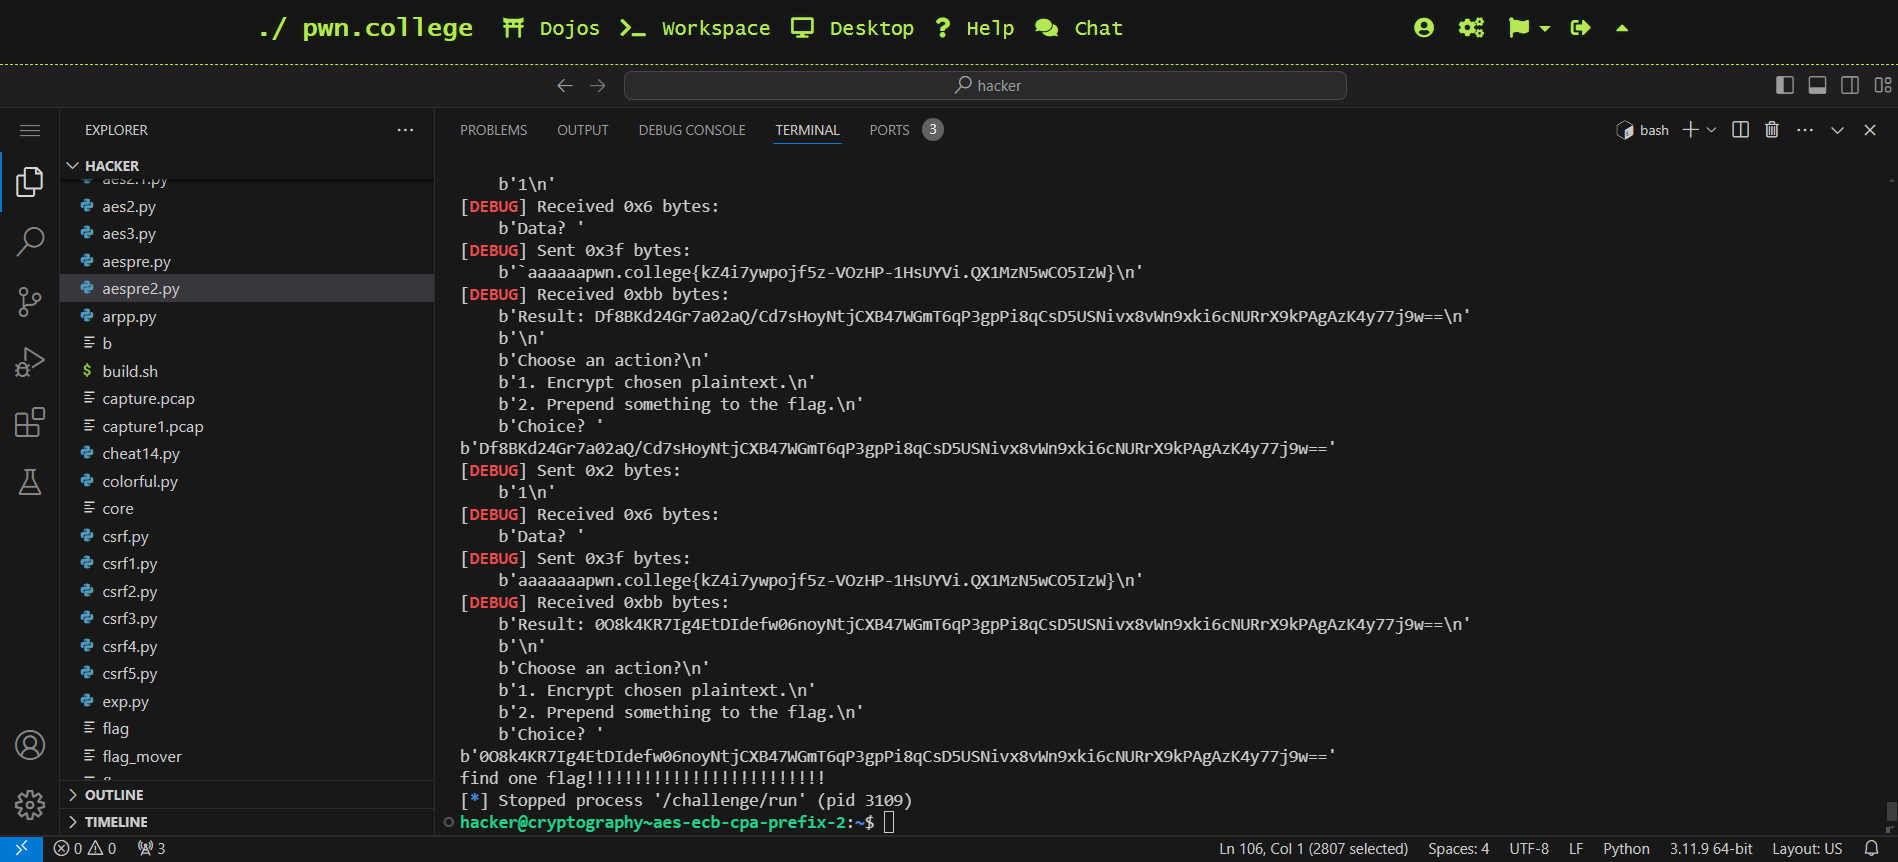 ./ pwn.college Dojos Workspace Desktop ? Help Chat
hacker
EXPLORER
PROBLEMS OUTPUT DEBUG CONSOLE TERMINAL PORTS 3
bash
HACKER
aes2.1.py
aes2.py
aes3.py
aespre.py
aespre2.py
arpp.py
b
$ build.sh
capture.pcap
capture1.pcap
cheat14.py
colorful.py
core
csrf.py
csrf1.py
csrf2.py
csrf3.py
csrf4.py
csrf5.py
exp.py
flag
flag_mover
OUTLINE
TIMELINE
b'1\n'
[DEBUG] Received 0x6 bytes:
b'Data? '
[DEBUG] Sent 0x3f bytes:
b'`aaaaaapwn.college{kZ4i7ywpojf5z-VOzHP-1HsUYVi.QX1MzN5wCO5IzW}\n'
[DEBUG] Received 0xbb bytes:
b'Result: Df8BKd24Gr7a02aQ/Cd7sHoyNtjCXB47WGmT6qP3gpPi8qCsD5USNivx8vWn9xki6cNURrX9kPAgAzK4y77j9w==\n'
b'\n'
b'Choose an action?\n'
b'1. Encrypt chosen plaintext.\n'
b'2. Prepend something to the flag.\n'
b'Choice? '
b'Df8BKd24Gr7a02aQ/Cd7sHoyNtjCXB47WGmT6qP3gpPi8qCsD5USNivx8vWn9xki6cNURrX9kPAgAzK4y77j9w=='
[DEBUG] Sent 0x2 bytes:
b'1\n'
[DEBUG] Received 0x6 bytes:
b'Data? '
[DEBUG] Sent 0x3f bytes:
b'aaaaaaapwn.college{kZ4i7ywpojf5z-VOzHP-1HsUYVi.QX1MzN5wCO5IzW}\n'
[DEBUG] Received 0xbb bytes:
b'Result: 0O8k4KR7Ig4EtDIdefw06noyNtjCXB47WGmT6qP3gpPi8qCsD5USNivx8vWn9xki6cNURrX9kPAgAzK4y77j9w==\n'
b'\n'
b'Choose an action?\n'
b'1. Encrypt chosen plaintext.\n'
b'2. Prepend something to the flag.\n'
b'Choice? '
b'0O8k4KR7Ig4EtDIdefw06noyNtjCXB47WGmT6qP3gpPi8qCsD5USNivx8vWn9xki6cNURrX9kPAgAzK4y77j9w=='
find one flag!!!!!!!!!!!!!!!!!!!!!!!!!
[*] Stopped process '/challenge/run' (pid 3109)
hacker@cryptography~aes-ecb-cpa-prefix-2:~$
0 0 3
Ln 106, Col 1 (2807 selected) Spaces: 4 UTF-8 LF Python 3.11.9 64-bit Layout: US